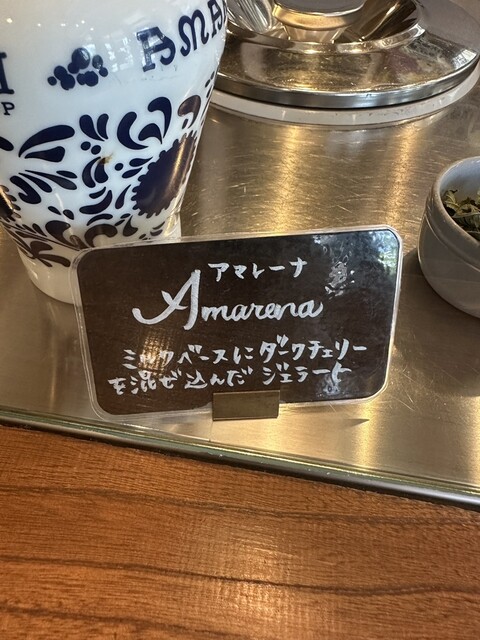 AMA
I
P
アマレーナ
Amarena
ミルクベースにダークチェリー
を混ぜ込んだ ジェラート。